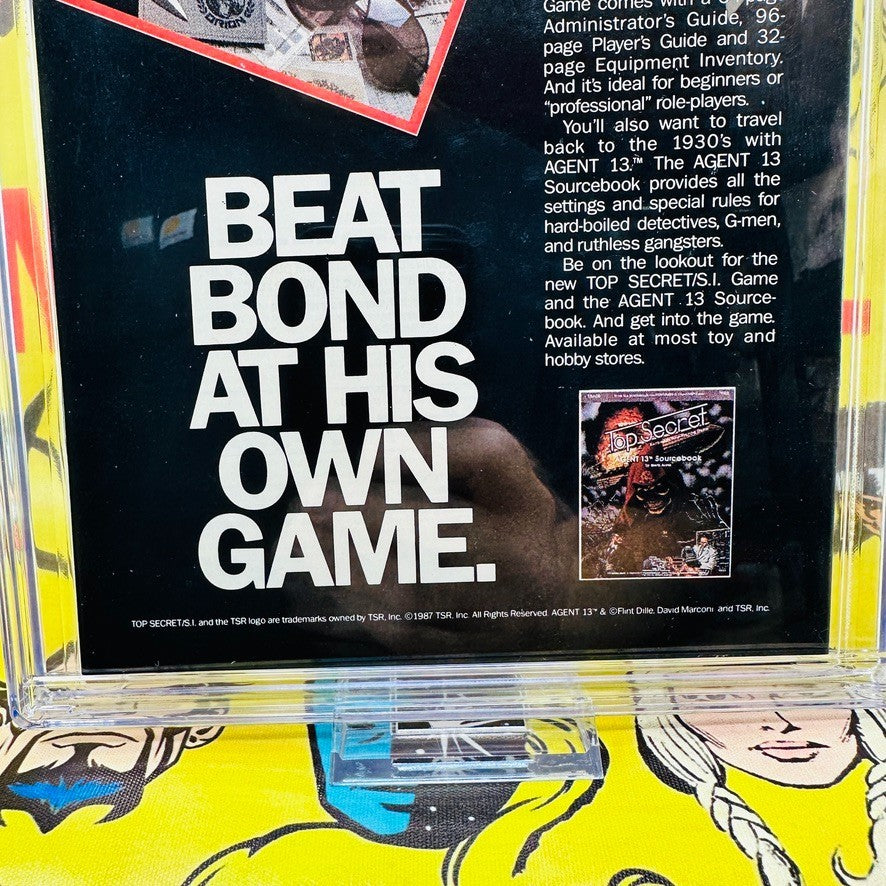 ORION
Game comes with a
Administrator's Guide, 96-
page Player's Guide and 32-
page Equipment Inventory.
And it's ideal for beginners or
"professional" role-players.
You'll also want to travel
back to the 1930's with
AGENT 13.™ The AGENT 13
Sourcebook provides all the
settings and special rules for
hard-boiled detectives, G-men,
and ruthless gangsters.
Be on the lookout for the
new TOP SECRET/S.I. Game
and the AGENT 13 Source-
book. And get into the game.
Available at most toy and
hobby stores.
BEAT
BOND
AT HIS
OWN
GAME.
Top Secret
AGENT 13™ Sourcebook
TOP SECRET/S.I. and the TSR logo are trademarks owned by TSR, Inc. ©1987 TSR, Inc. All Rights Reserved. AGENT 13™ & ©Flint Dille, David Marconi and TSR, Inc.